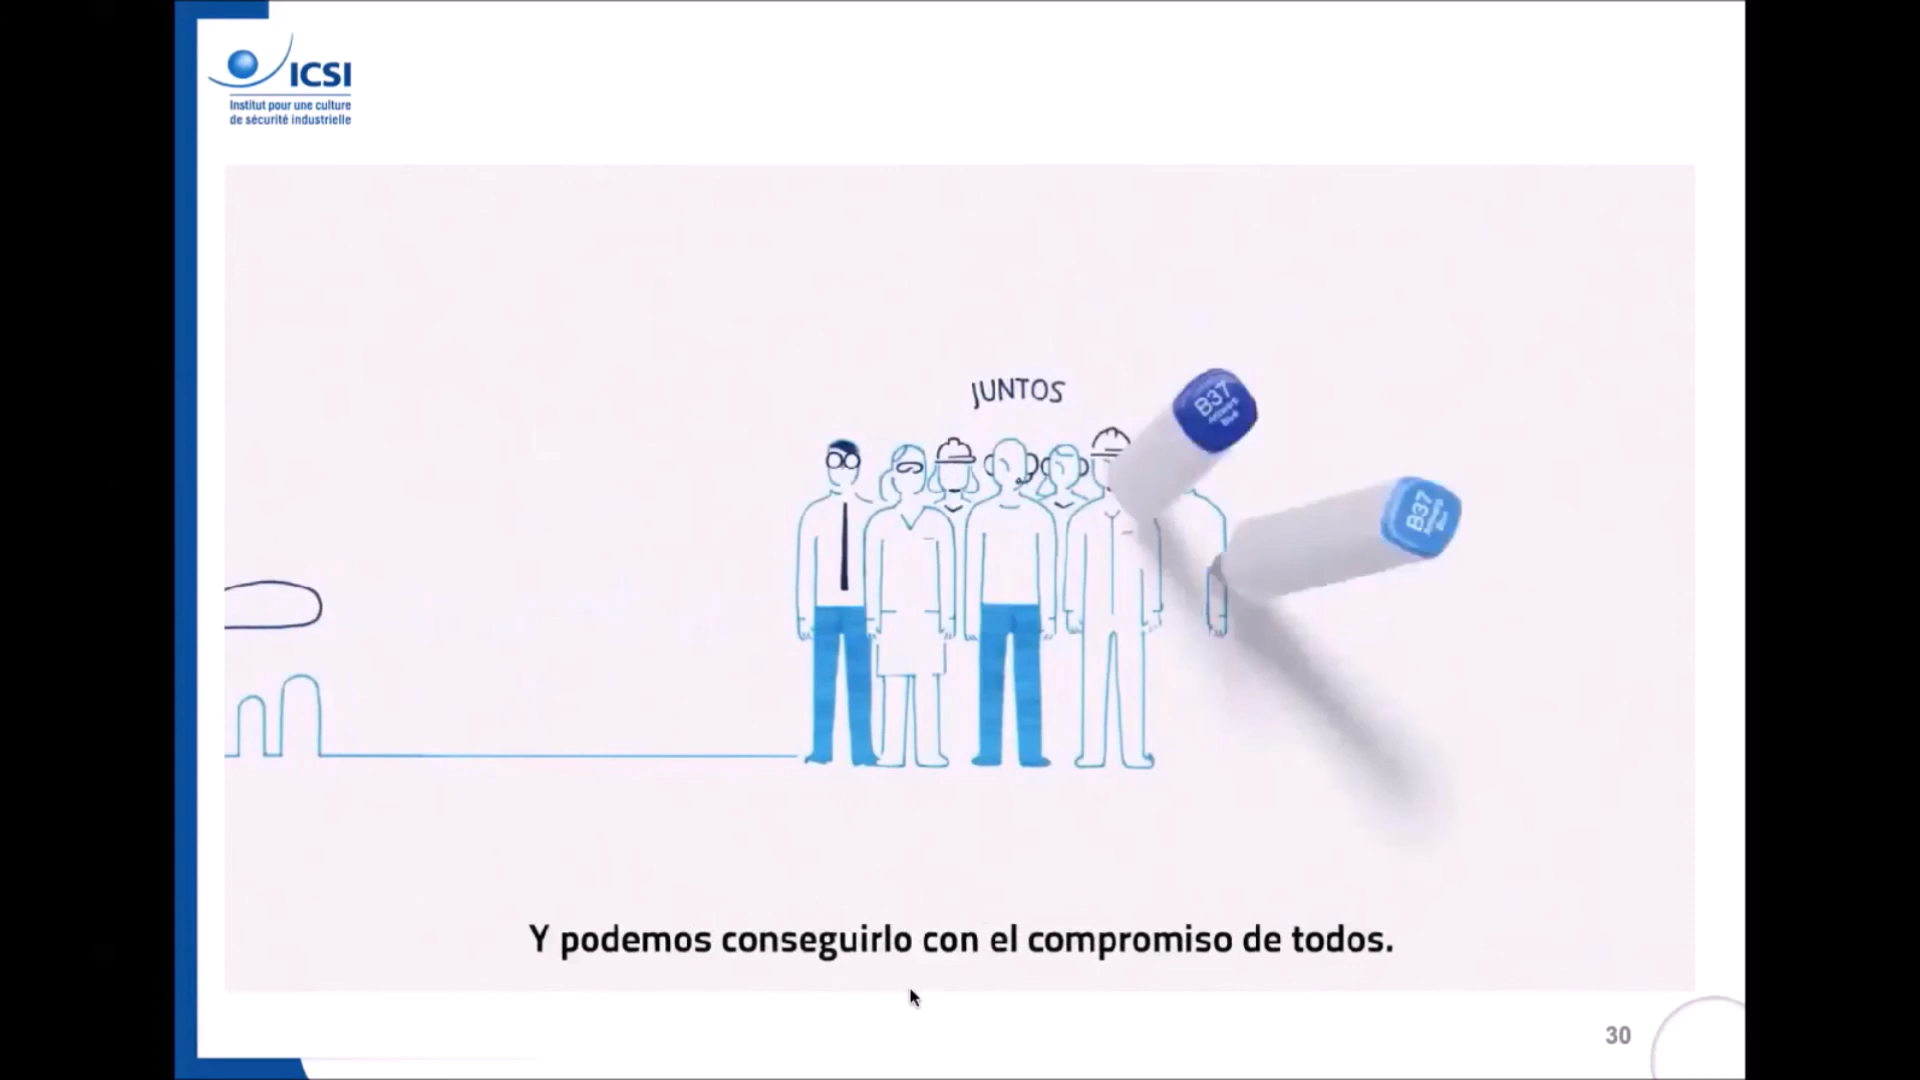 ICSI
Institut pour une culture
de sécurité industrielle
JUNTOS
B37
B37
Y podemos conseguirlo con el compromiso de todos.
30